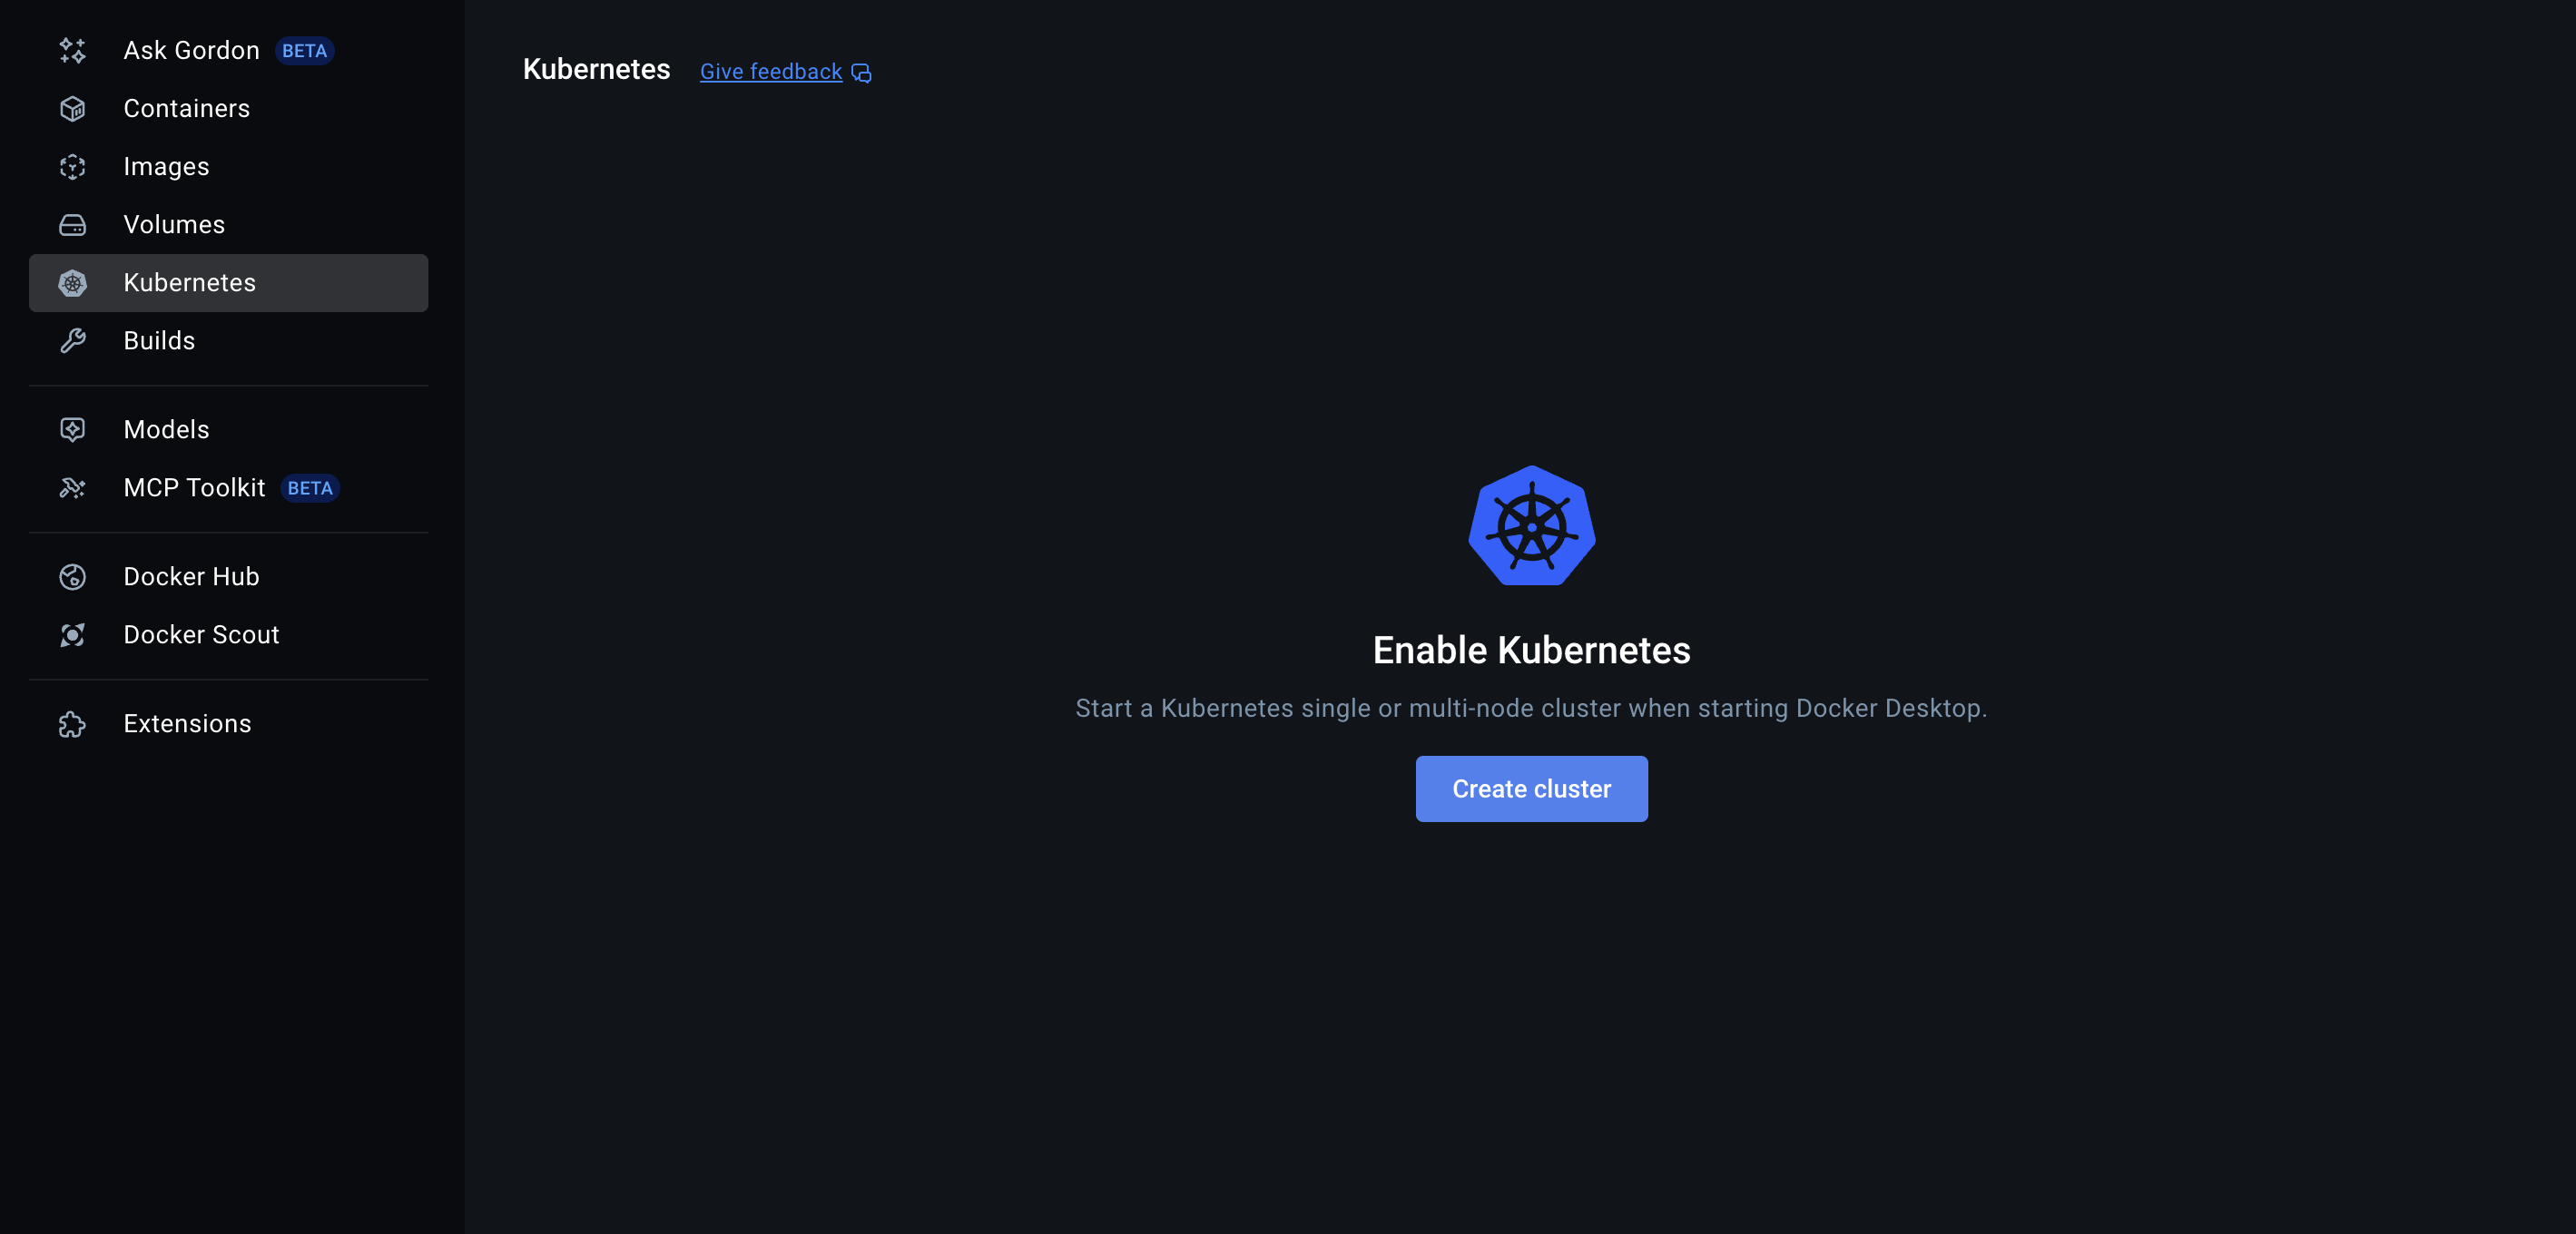 Ask Gordon BETA
Containers
Images
Volumes
Kubernetes
Builds
Models
MCP Toolkit BETA
Docker Hub
Docker Scout
Extensions
Kubernetes Give feedback
Enable Kubernetes
Start a Kubernetes single or multi-node cluster when starting Docker Desktop.
Create cluster